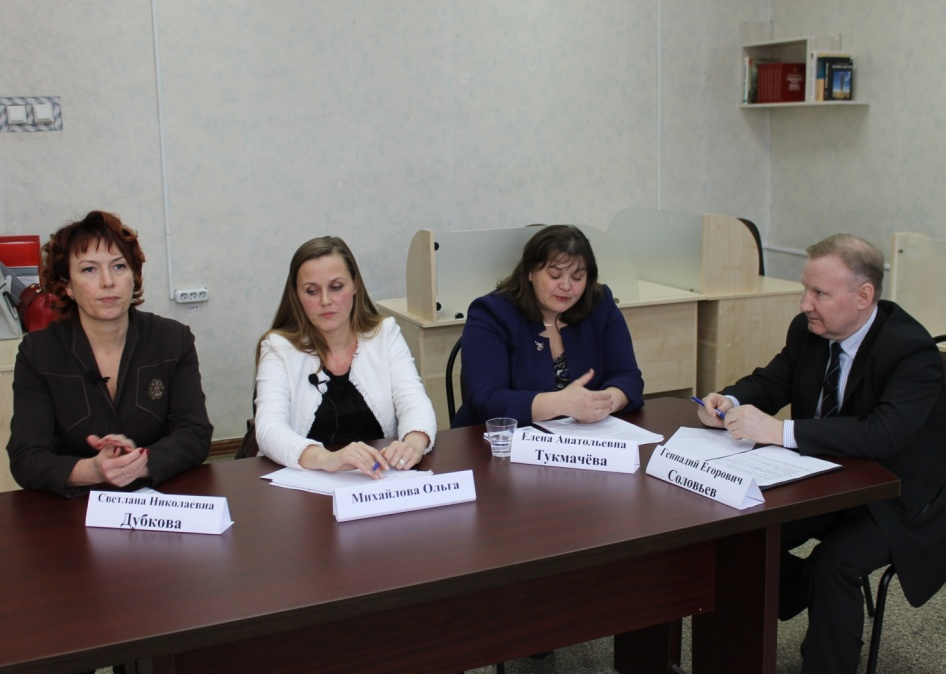 Светлана Николаевна
Дубкова
Михайлова Ольга
Елена Анатольевна
Тукмачёва
Геннадий Егорович
Соловьев